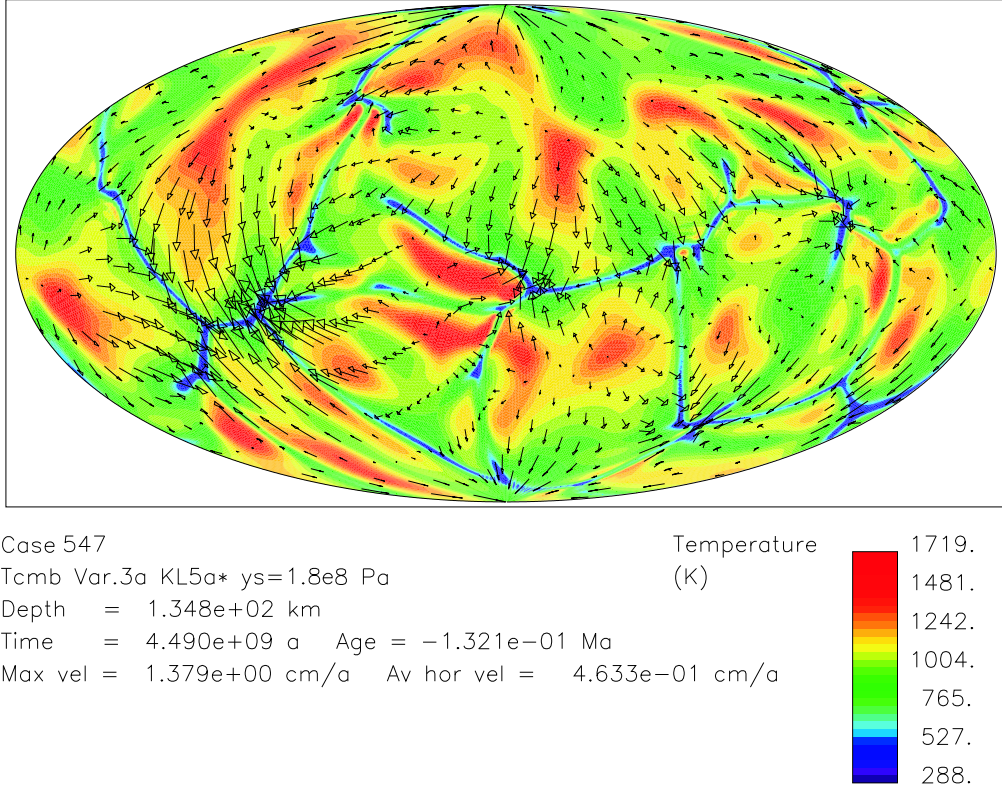 Case 547
Temperature
(K)
Tcmb Var.3a KL5a* ys=1.8e8 Pa
Depth = 1.348e+02 km
Time = 4.490e+09 a Age = −1.321e−01 Ma
Max vel = 1.379e+00 cm/a Av hor vel = 4.633e−01 cm/a
1719.
1481.
1242.
1004.
765.
527.
288.